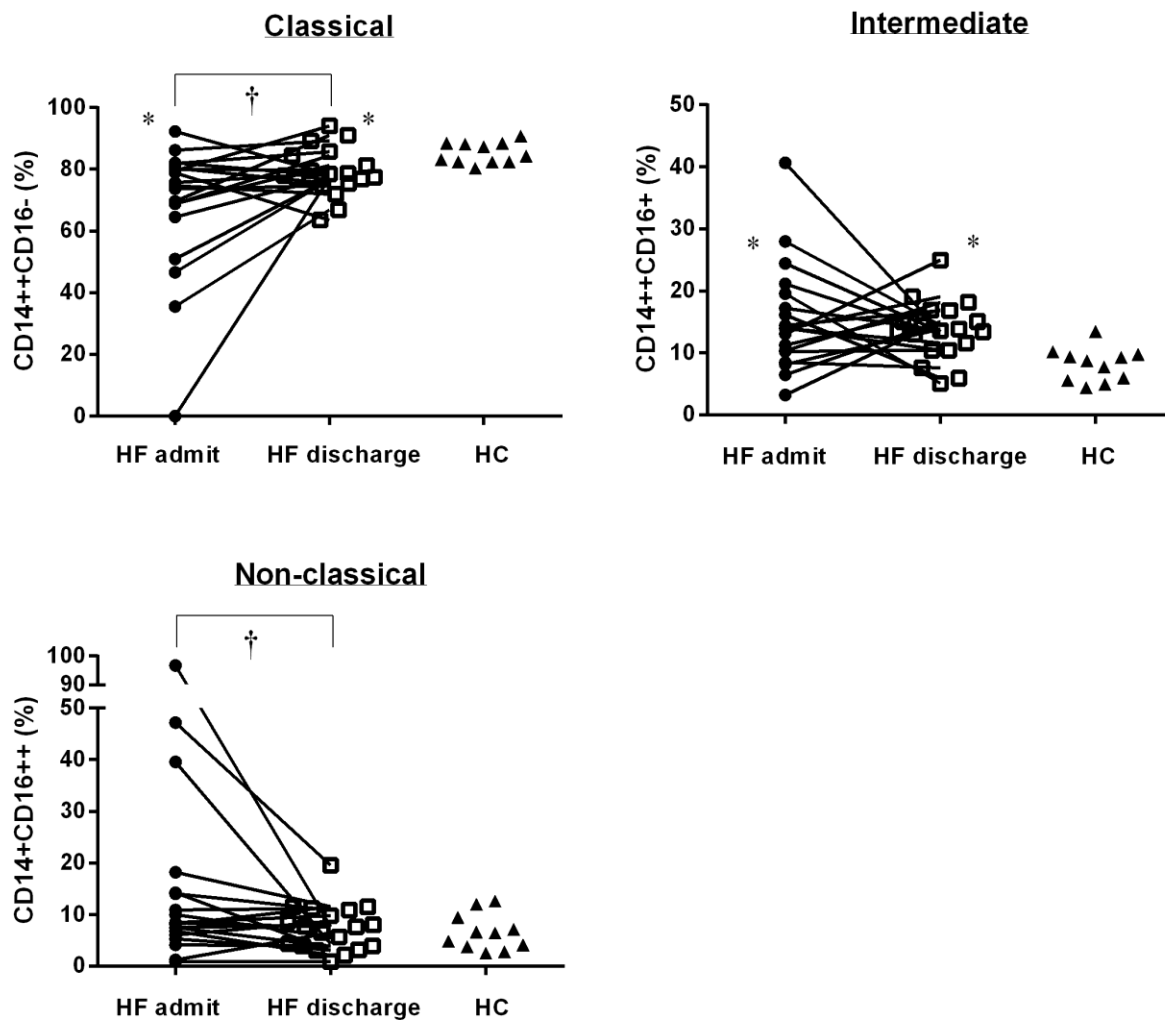 Classical
†
*
*
100
80
60
40
20
0
CD14++CD16- (%)
HF admit HF discharge HC
Intermediate
50
40
30
20
10
0
*
*
CD14++CD16+ (%)
HF admit HF discharge HC
Non-classical
†
100
90
50
40
30
20
10
0
CD14+CD16++ (%)
HF admit HF discharge HC